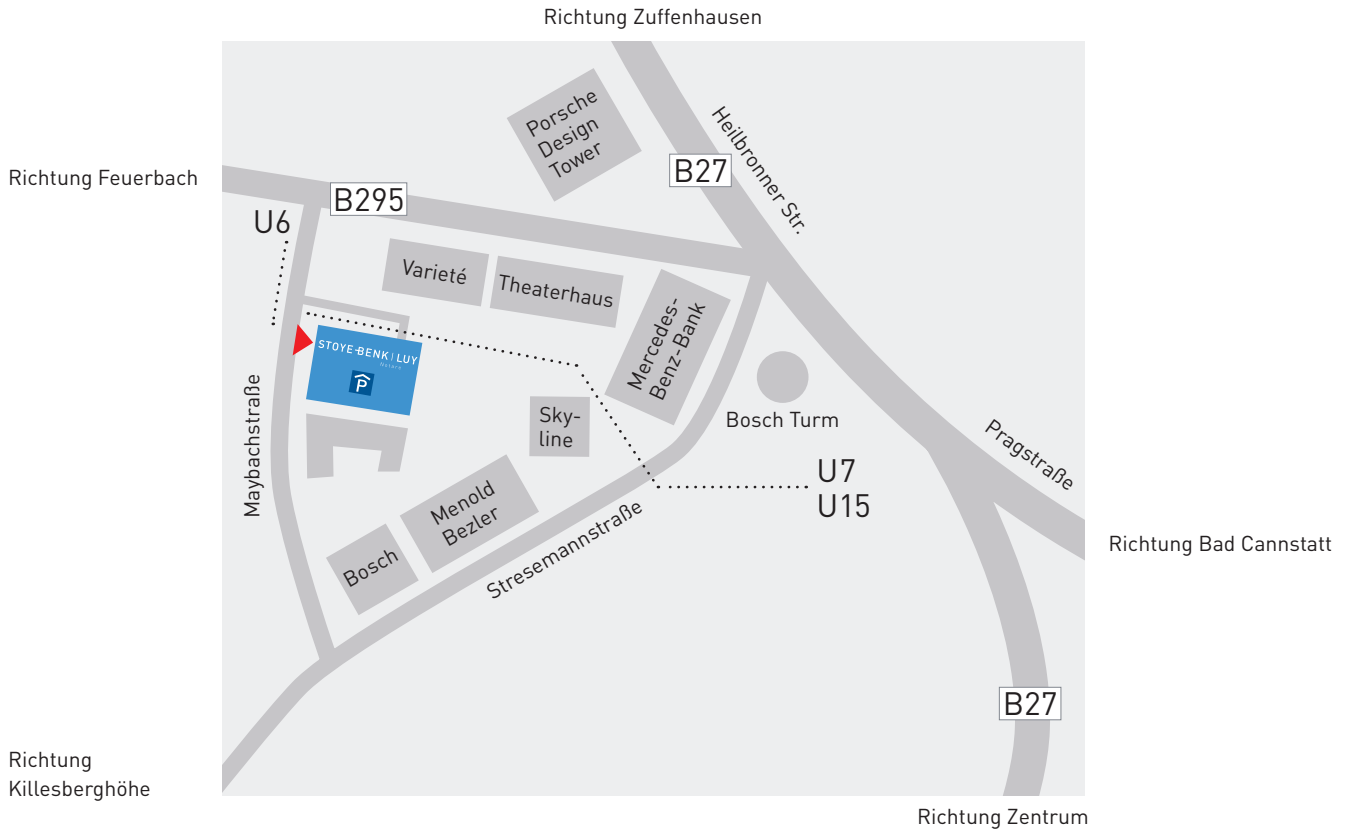 Richtung Zuffenhausen
Porsche
Design
Tower
Heilbronner Str.
B27
Richtung Feuerbach
B295
U6
Varieté
Theaterhaus
Mercedes-
Benz-Bank
STOYE-BENK | LUY
Notare
P
Maybachstraße
Sky-
line
Bosch Turm
Pragstraße
U7
U15
Menold
Bezler
Bosch
Stresemannstraße
Richtung Bad Cannstatt
B27
Richtung
Killesberghöhe
Richtung Zentrum